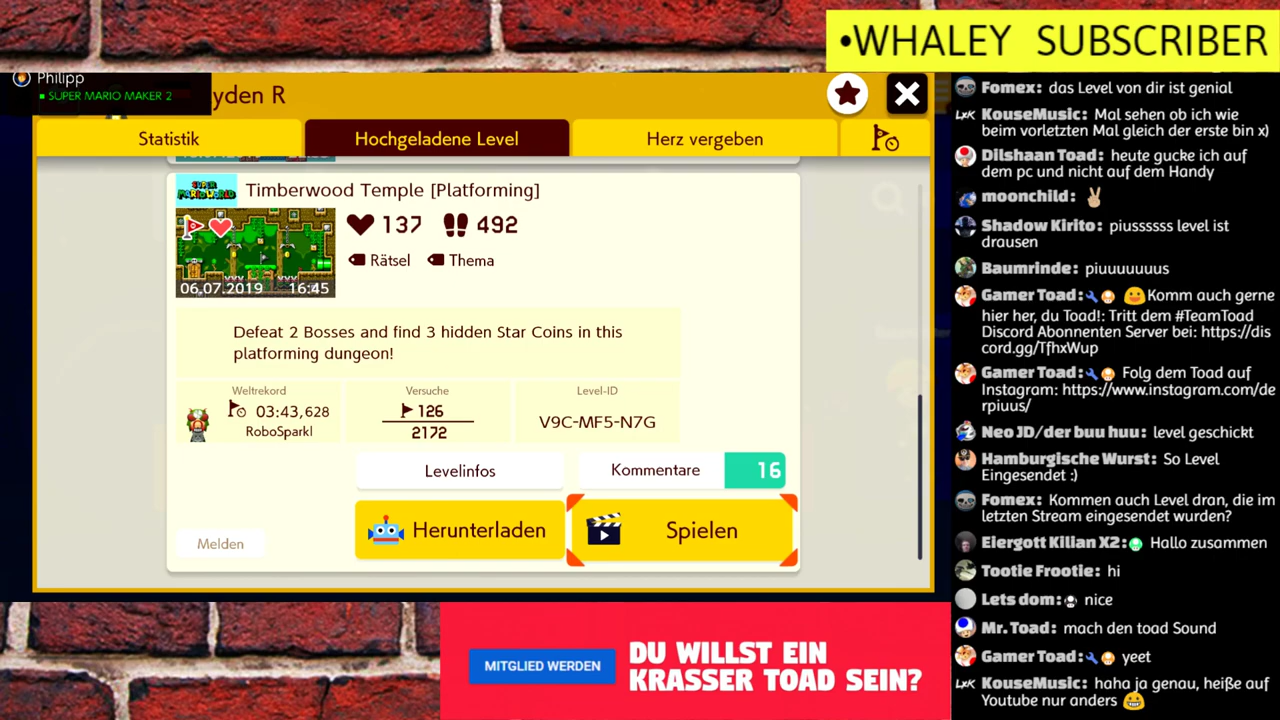 •WHALEY SUBSCRIBER
Philipp
SUPER MARIO MAKER 2
yden R
Statistik
Hochgeladene Level
Herz vergeben
SUPER MARIO WORLD
Timberwood Temple [Platforming]
137
492
Rätsel
Thema
06.07.2019 16:45
Defeat 2 Bosses and find 3 hidden Star Coins in this
platforming dungeon!
Weltrekord
03:43,628
RoboSparkl
Versuche
126
2172
Level-ID
V9C-MF5-N7G
Levelinfos
Kommentare 16
Melden
Herunterladen
Spielen
MITGLIED WERDEN
DU WILLST EIN
KRASSER TOAD SEIN?
Fomex: das Level von dir ist genial
KouseMusic: Mal sehen ob ich wie
beim vorletzten Mal gleich der erste bin x)
Dilshaan Toad: heute gucke ich auf
dem pc und nicht auf dem Handy
moonchild: ✌🏼
Shadow Kirito: piussssss level ist
drausen
Baumrinde: piuuuuuuus
Gamer Toad: Komm auch gerne
hier her, du Toad!: Tritt dem #TeamToad
Discord Abonnenten Server bei: https://dis
cord.gg/TfhxWup
Gamer Toad: Folg dem Toad auf
Instagram: https://www.instagram.com/de
rpiuus/
Neo JD/der buu huu: level geschickt
Hamburgische Wurst: So Level
Eingesendet :)
Fomex: Kommen auch Level dran, die im
letzten Stream eingesendet wurden?
Eiergott Kilian X2: Hallo zusammen
Tootie Frootie: hi
Lets dom: nice
Mr. Toad: mach den toad Sound
Gamer Toad: yeet
KouseMusic: haha ja genau, heiße auf
Youtube nur anders 😀